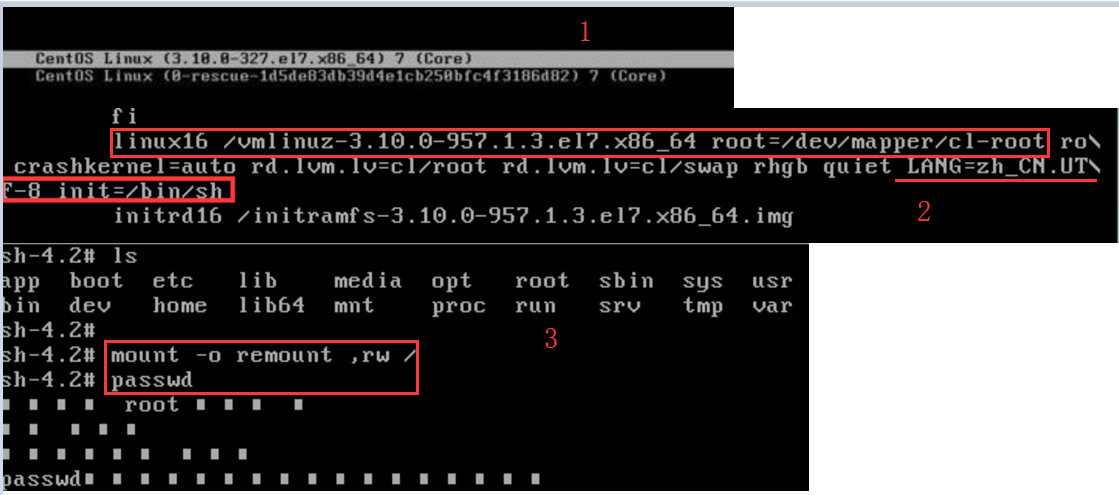 1
CentOS Linux (3.10.0-327.el7.x86_64) 7 (Core)
CentOS Linux (0-rescue-1d5de83db39d4e1cb250bfc4f3186d82) 7 (Core)
fi
linux16 /vmlinuz-3.10.0-957.1.3.el7.x86_64 root=/dev/mapper/cl-root ro\
crashkernel=auto rd.lvm.lv=cl/root rd.lvm.lv=cl/swap rhgb quiet LANG=zh_CN.UT\
F-8 init=/bin/sh
initrd16 /initramfs-3.10.0-957.1.3.el7.x86_64.img
2
sh-4.2# ls
app boot etc lib media opt root sbin sys usr
bin dev home lib64 mnt proc run srv tmp var
sh-4.2#
3
sh-4.2# mount -o remount ,rw /
sh-4.2# passwd
■ ■ ■ ■ root ■ ■ ■ ■
■ ■ ■ ■ ■
■ ■ ■ ■ ■ ■ ■ ■ ■
passwd■ ■ ■ ■ ■ ■ ■ ■ ■ ■ ■ ■ ■ ■ ■ ■ ■